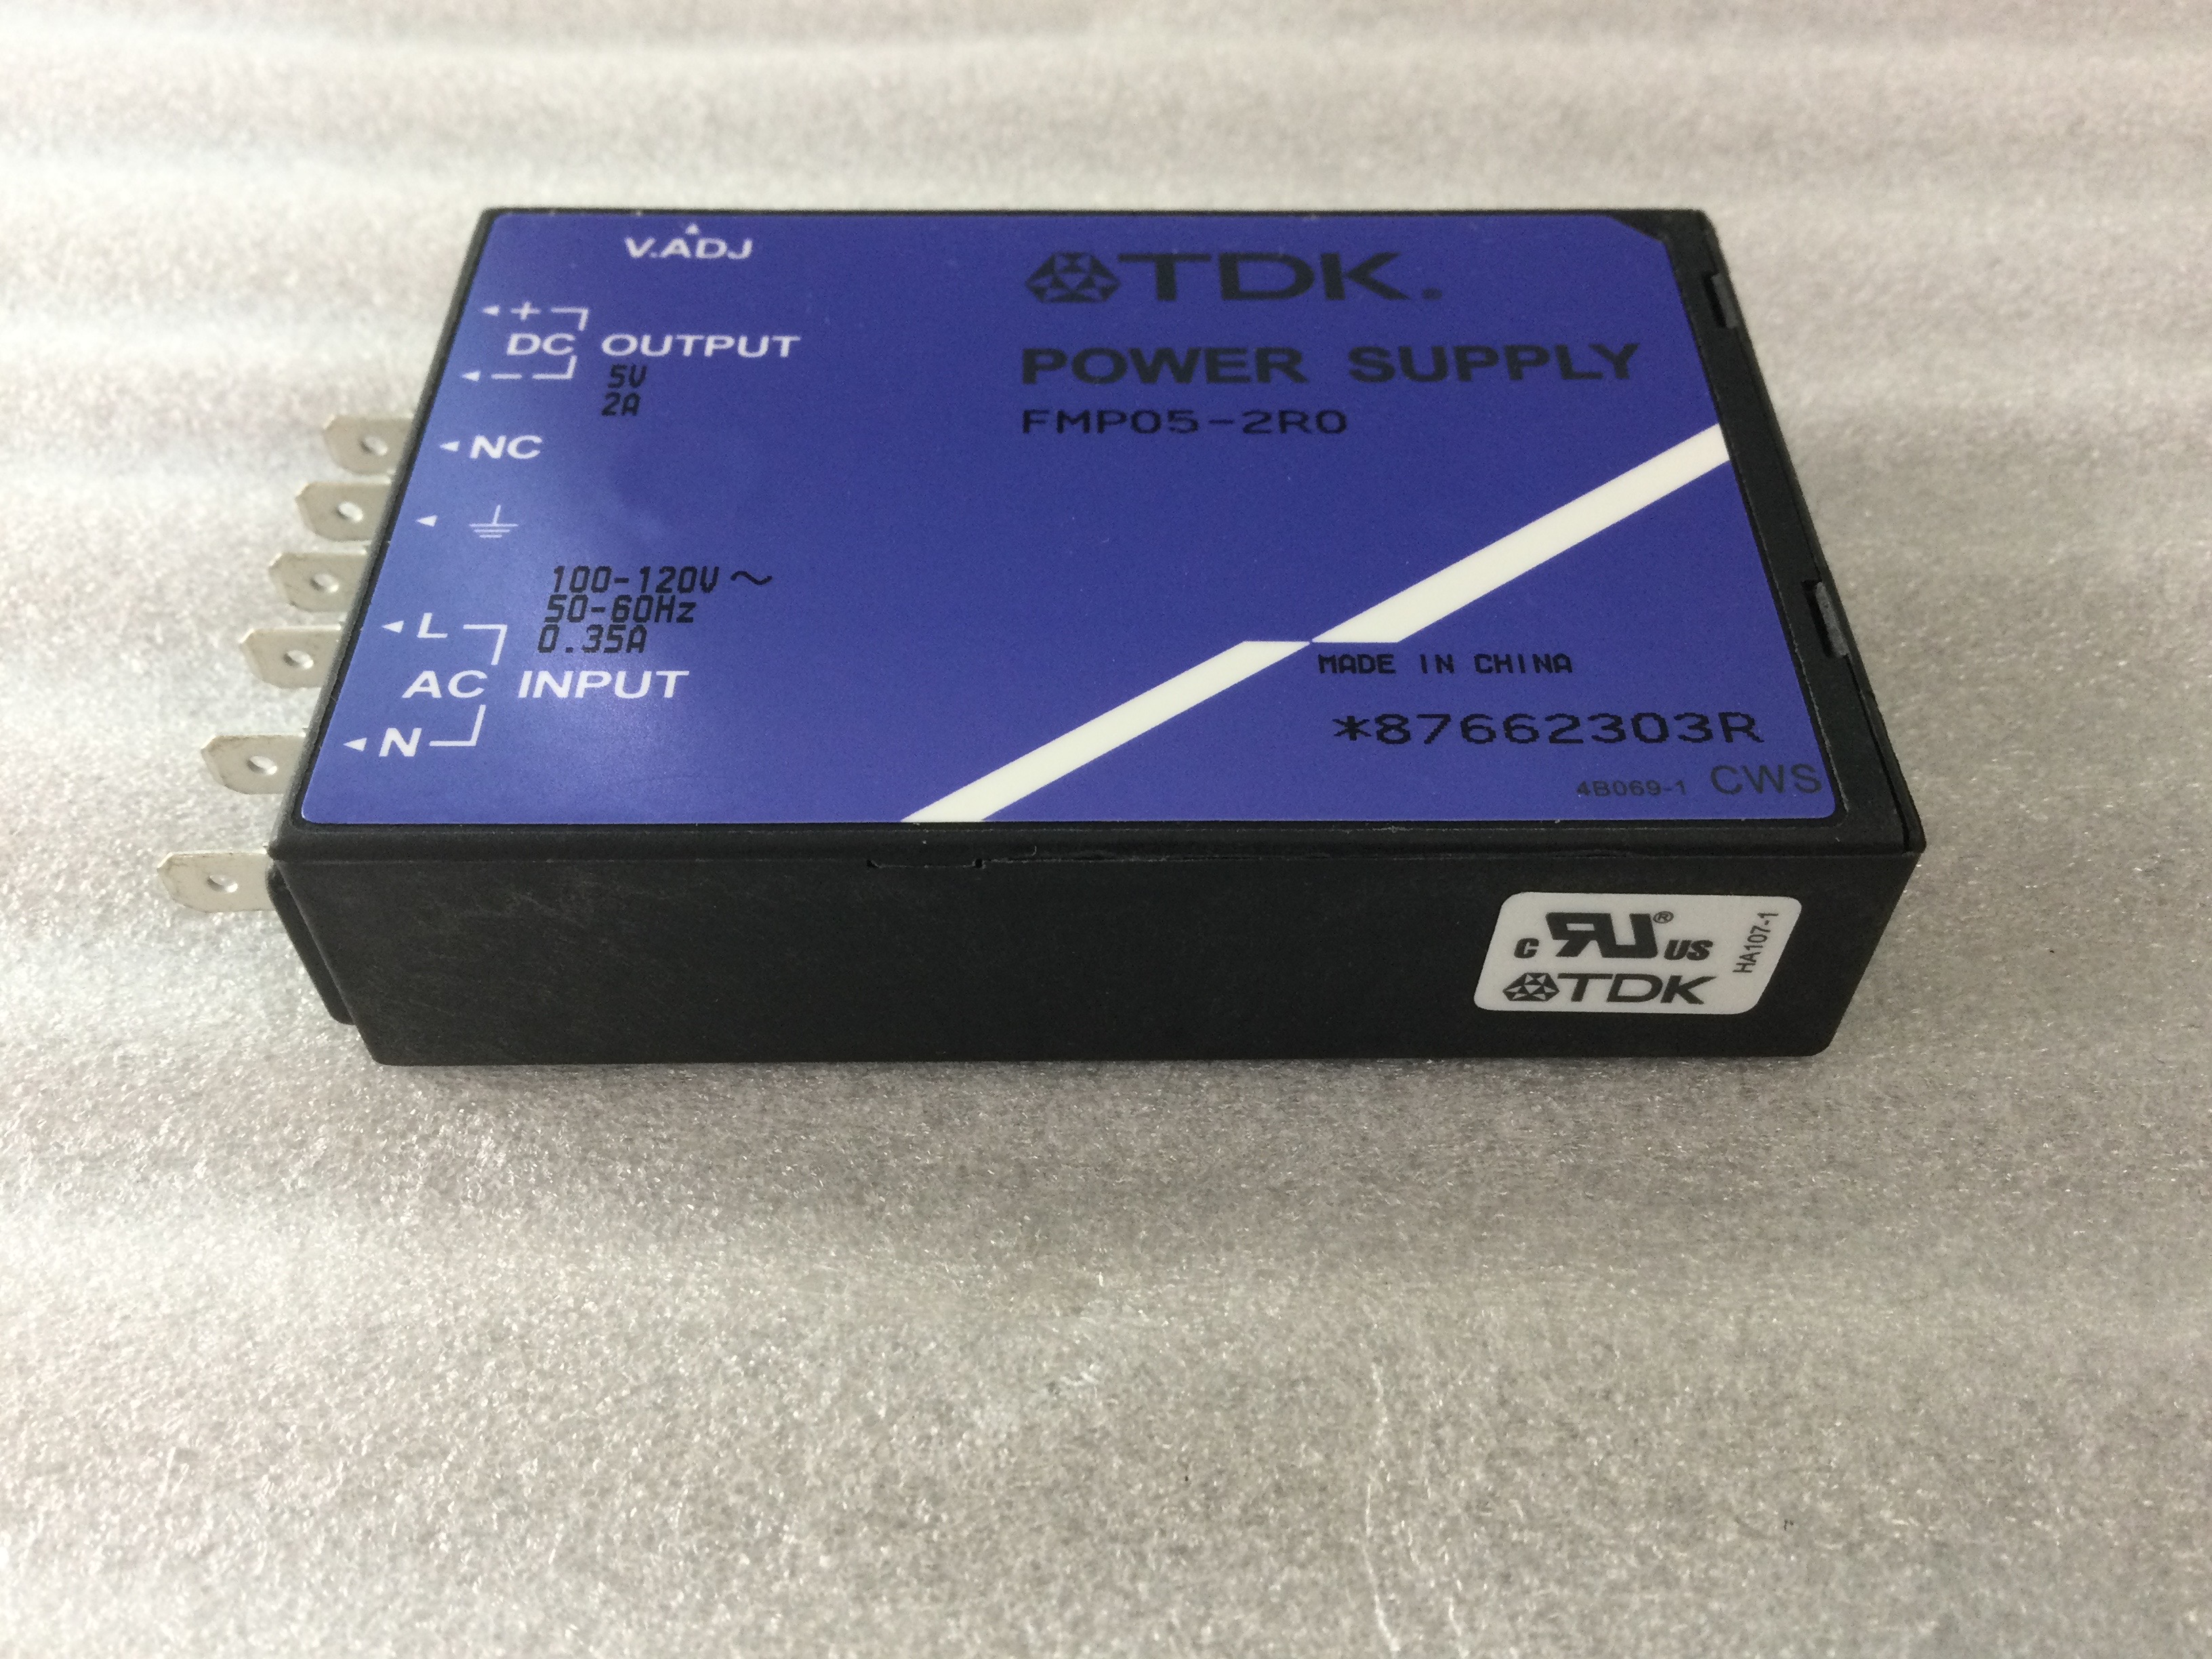 V.ADJ
TDK.
+
DC OUTPUT
-
5V
2A
POWER SUPPLY
FMP05-2R0
NC
100-120V~
50-60Hz
0.35A
L
AC INPUT
N
MADE IN CHINA
*87662303R
4B069-1 CWS
c RU® US
TDK
HA107-1